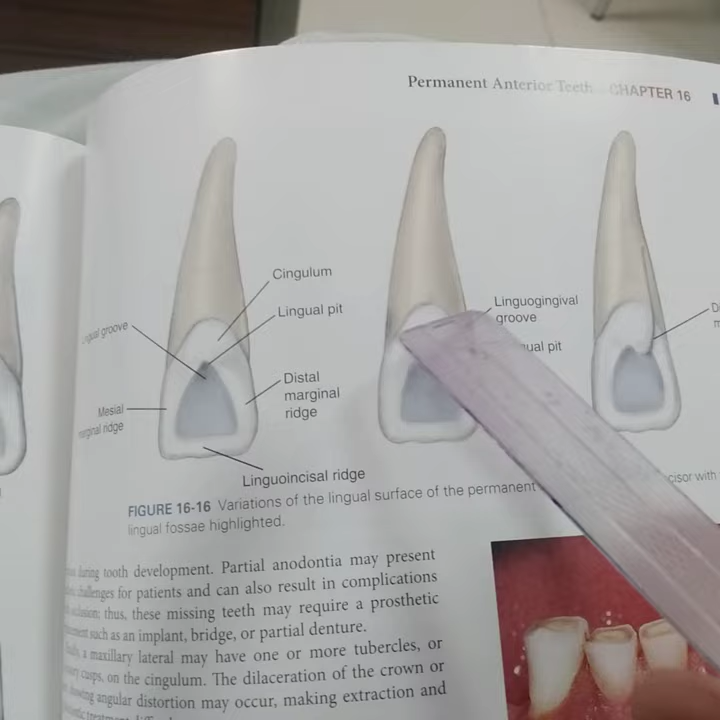 Permanent Anterior Teeth CHAPTER 16
Cingulum
Lingual pit
groove
Distal
marginal
ridge
Mesial
ridge
Linguoincisal ridge
Linguogingival
groove
pit
FIGURE 16-16 Variations of the lingual surface of the permanent
with
lingual fossae highlighted.
during tooth development. Partial anodontia may present
challenges for patients and can also result in complications
thus, these missing teeth may require a prosthetic
such as an implant, bridge, or partial denture.
a maxillary lateral may have one or more tubercles, or
cusps, on the cingulum. The dilaceration of the crown or
angular distortion may occur, making extraction and